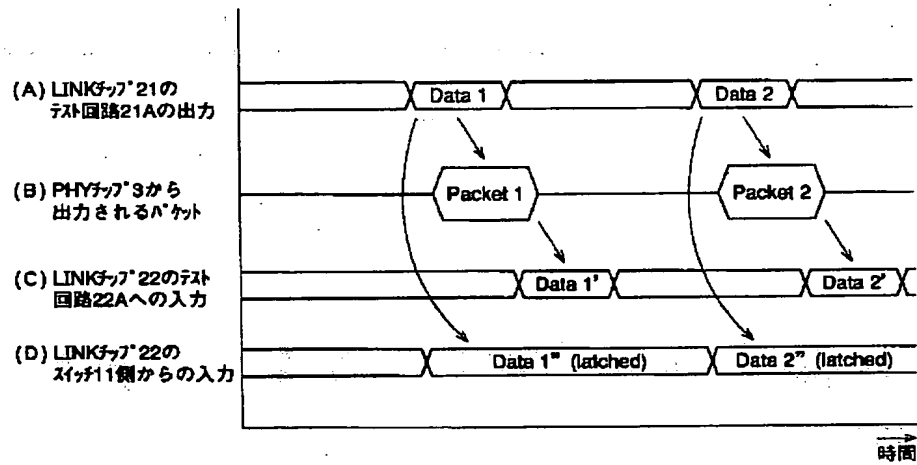 (A) LINKチップ21の
テスト回路21Aの出力
Data 1
Data 2
(B) PHYチップ3から
出力されるパケット
Packet 1
Packet 2
(C) LINKチップ22のテスト
回路22Aへの入力
Data 1'
Data 2'
(D) LINKチップ22の
スイッチ11側からの入力
Data 1" (latched)
Data 2" (latched)
時間